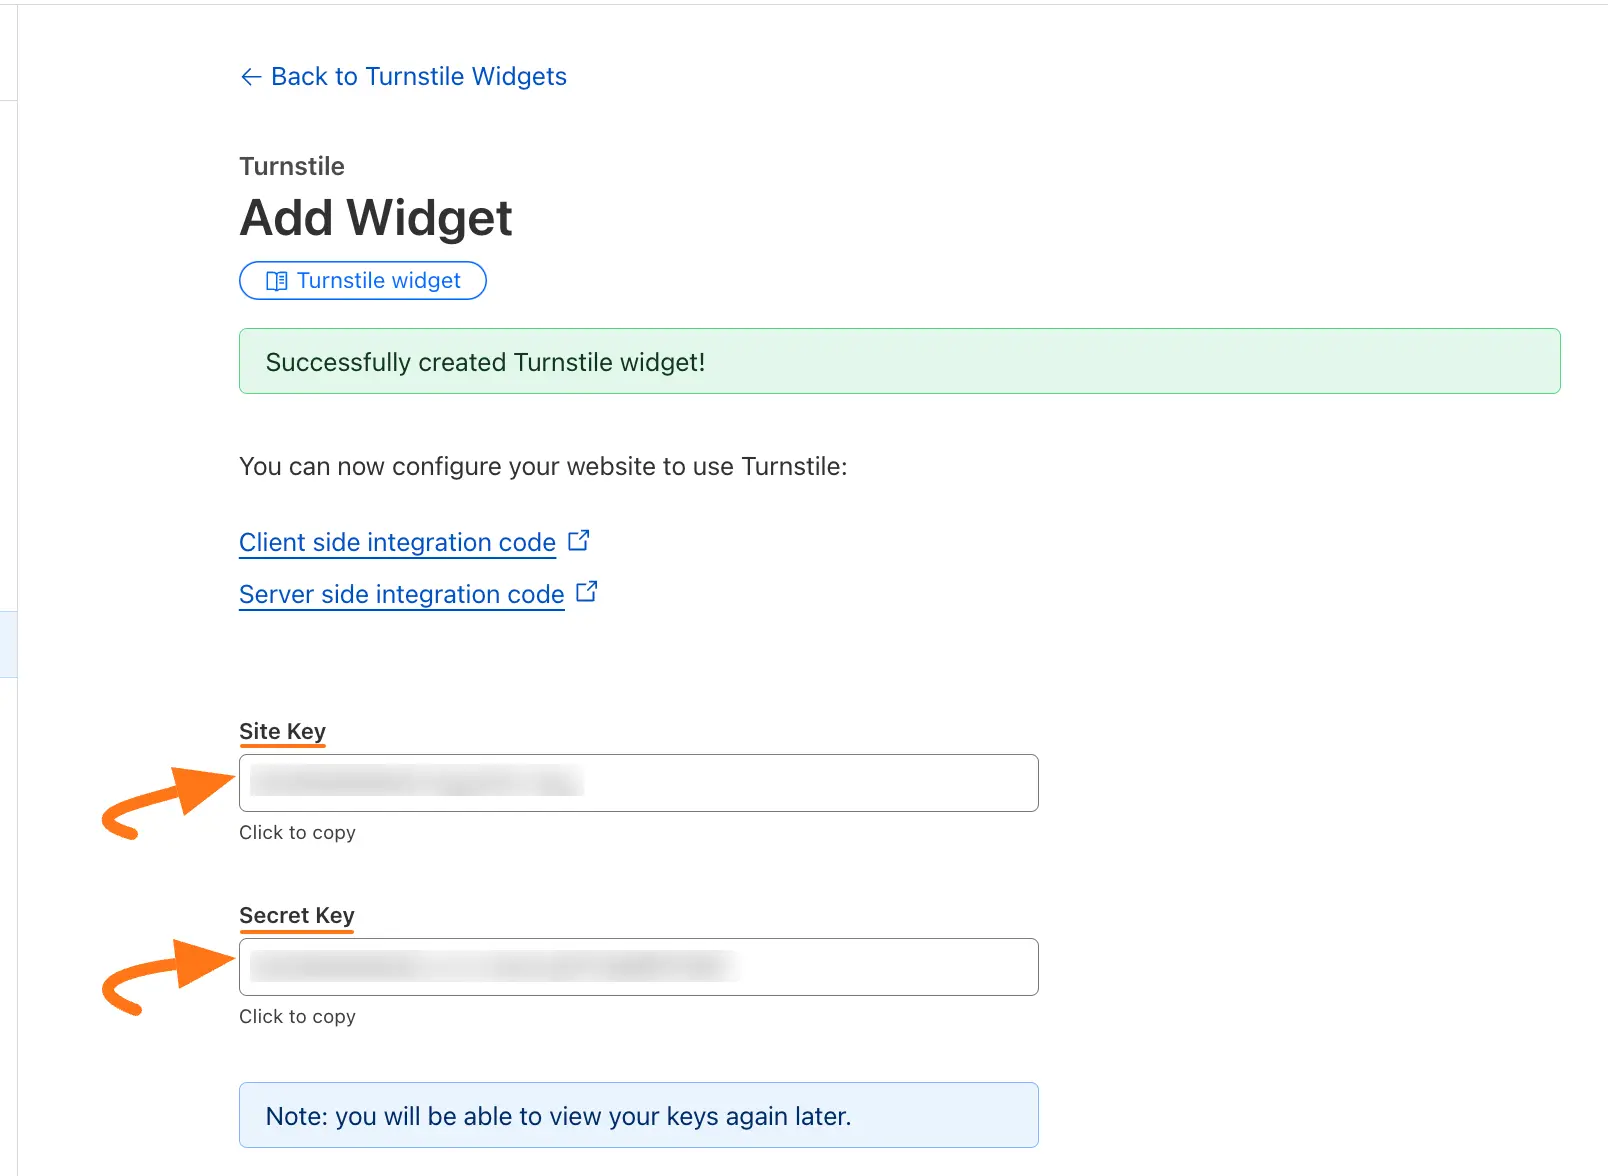 ← Back to Turnstile Widgets
Turnstile
Add Widget
Turnstile widget
Successfully created Turnstile widget!
You can now configure your website to use Turnstile:
Client side integration code
Server side integration code
Site Key
Click to copy
Secret Key
Click to copy
Note: you will be able to view your keys again later.